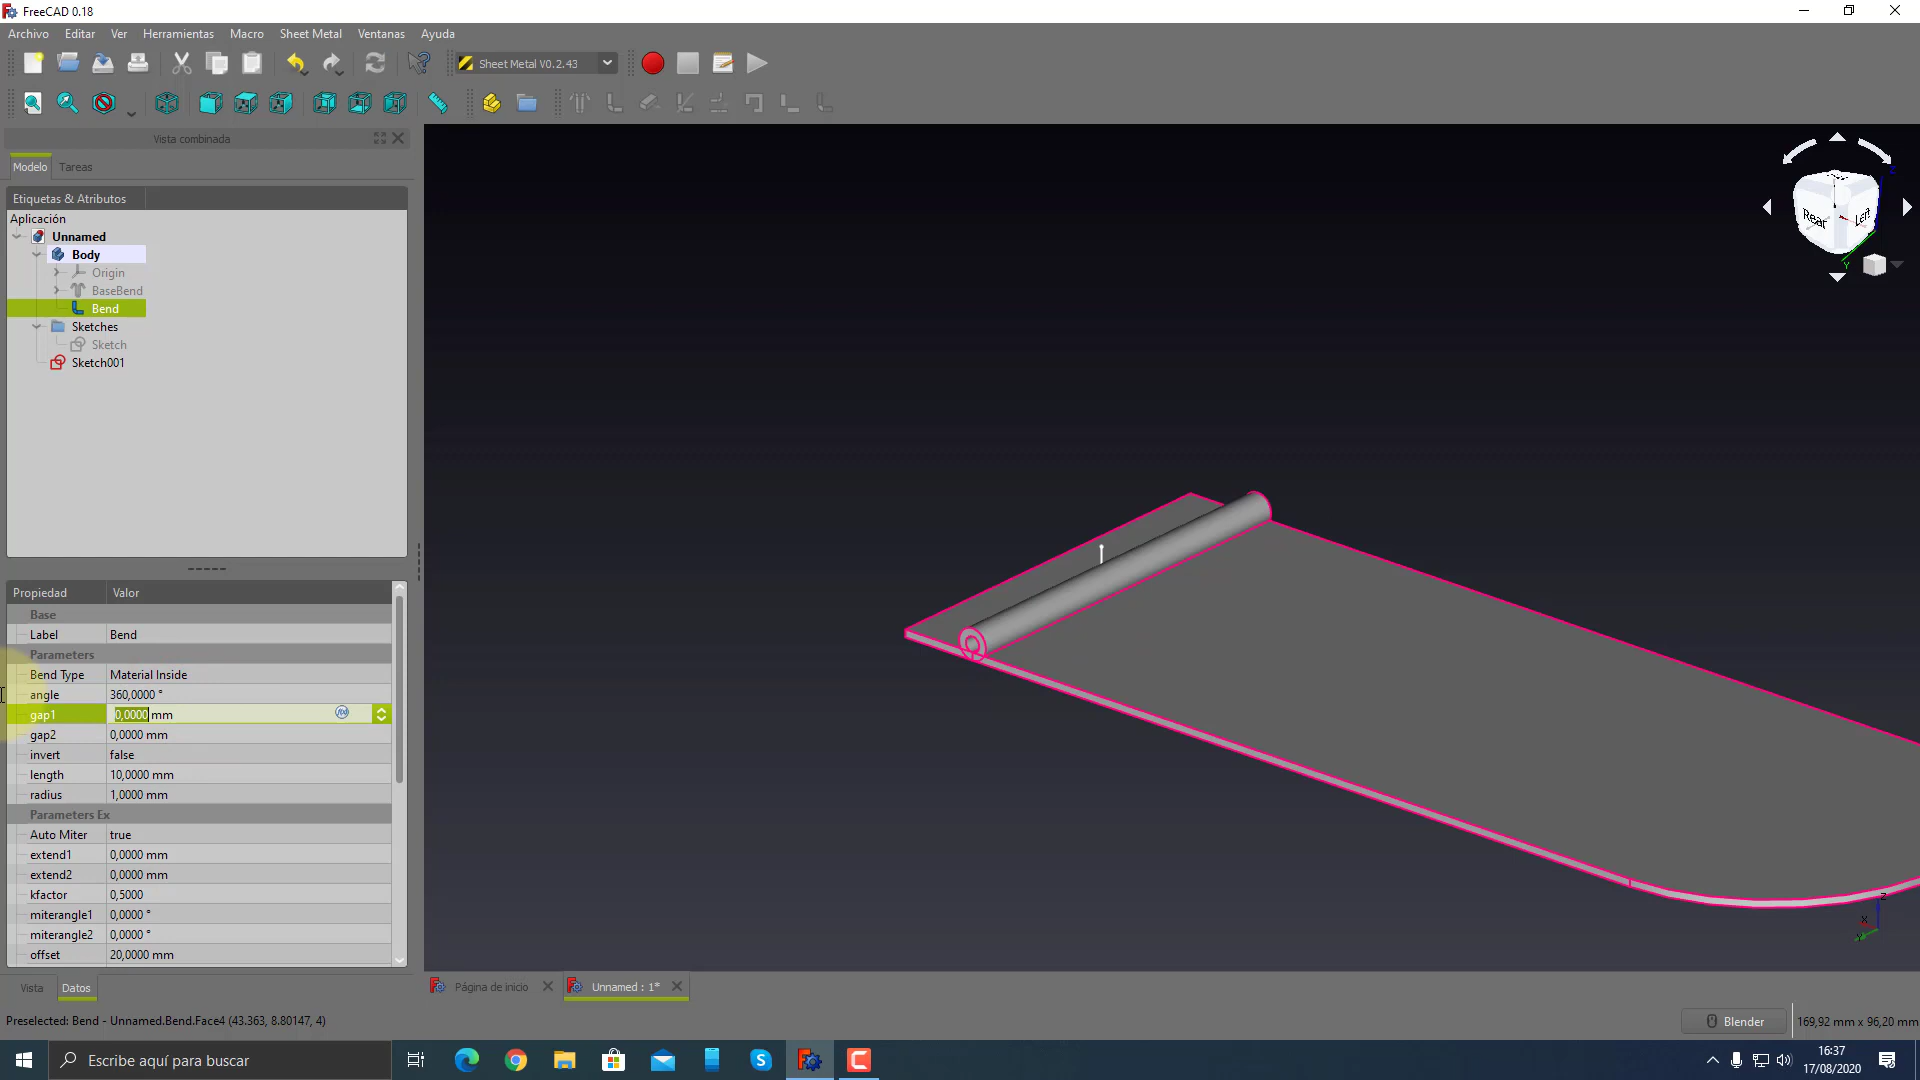 FreeCAD 0.18
Archivo Editar Ver Herramientas Macro Sheet Metal Ventanas Ayuda
Sheet Metal V0.2.43
Vista combinada
Modelo Tareas
Etiquetas & Atributos
Aplicación
Unnamed
Body
Origin
BaseBend
Bend
Sketches
Sketch
Sketch001
Rear Left
Z
Y
Propiedad Valor
Base
Label Bend
Parameters
Bend Type Material Inside
angle 360,0000 °
gap1 0,0000 mm
gap2 0,0000 mm
invert false
length 10,0000 mm
radius 1,0000 mm
Parameters Ex
Auto Miter true
extend1 0,0000 mm
extend2 0,0000 mm
kfactor 0,5000
miterangle1 0,0000 °
miterangle2 0,0000 °
offset 20,0000 mm
Z
X
Y
Vista Datos
Página de inicio Unnamed : 1*
Preselected: Bend - Unnamed.Bend.Face4 (43.363, 8.80147, 4)
Blender 169,92 mm x 96,20 mm
Escribe aquí para buscar
16:37
17/08/2020